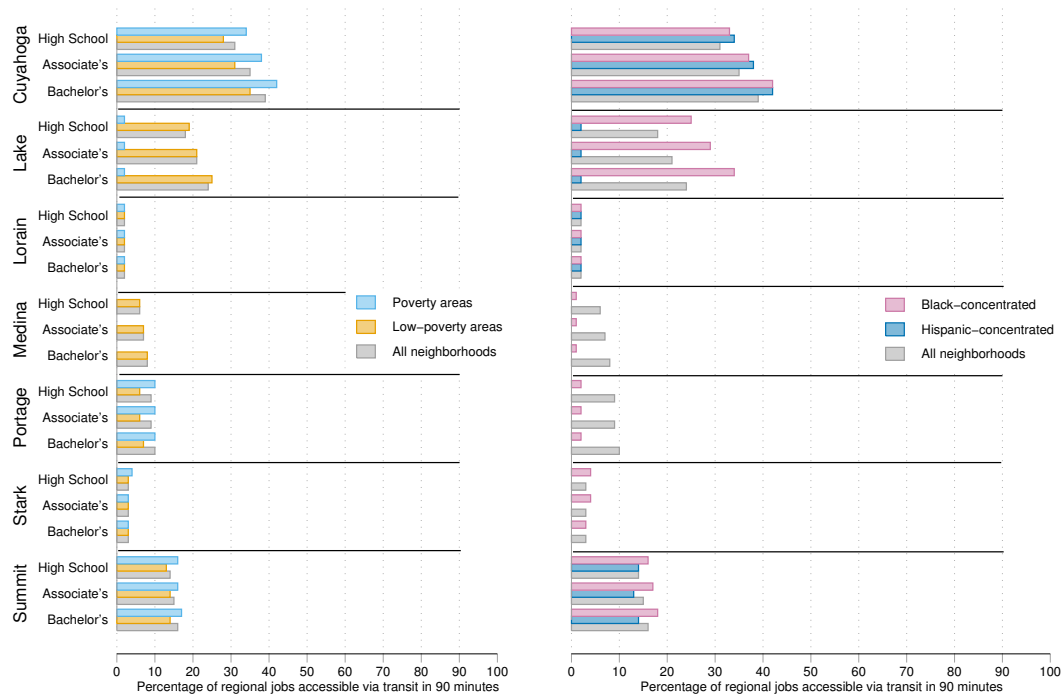 Cuyahoga
High School
Associate's
Bachelor's
Lake
High School
Associate's
Bachelor's
Lorain
High School
Associate's
Bachelor's
Medina
High School
Associate's
Bachelor's
Portage
High School
Associate's
Bachelor's
Stark
High School
Associate's
Bachelor's
Summit
High School
Associate's
Bachelor's
Poverty areas
Low−poverty areas
All neighborhoods
0 10 20 30 40 50 60 70 80 90 100
Percentage of regional jobs accessible via transit in 90 minutes
Black−concentrated
Hispanic−concentrated
All neighborhoods
0 10 20 30 40 50 60 70 80 90 100
Percentage of regional jobs accessible via transit in 90 minutes